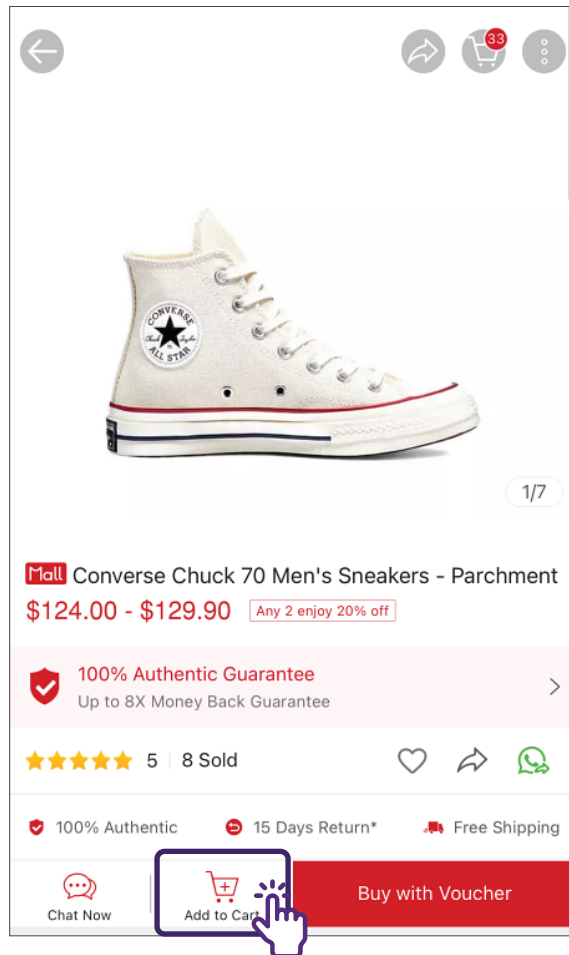 33
CONVERSE
Chuck Taylor
ALL STAR
1/7
Mall Converse Chuck 70 Men's Sneakers - Parchment
$124.00 - $129.90 Any 2 enjoy 20% off
100% Authentic Guarantee
Up to 8X Money Back Guarantee
5 8 Sold
100% Authentic 15 Days Return* Free Shipping
Chat Now Add to Cart Buy with Voucher